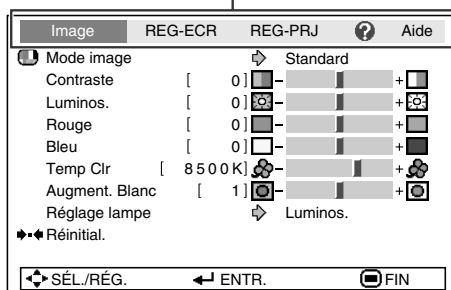 Image REG-ECR REG-PRJ ? Aide
Mode image Standard
Contraste [ 0] - +
Luminos. [ 0] - +
Rouge [ 0] - +
Bleu [ 0] - +
Temp Clr [ 8500K] - +
Augment. Blanc [ 1] - +
Réglage lampe Luminos.
Réinitial.
SÉL./RÉG. ENTR. FIN